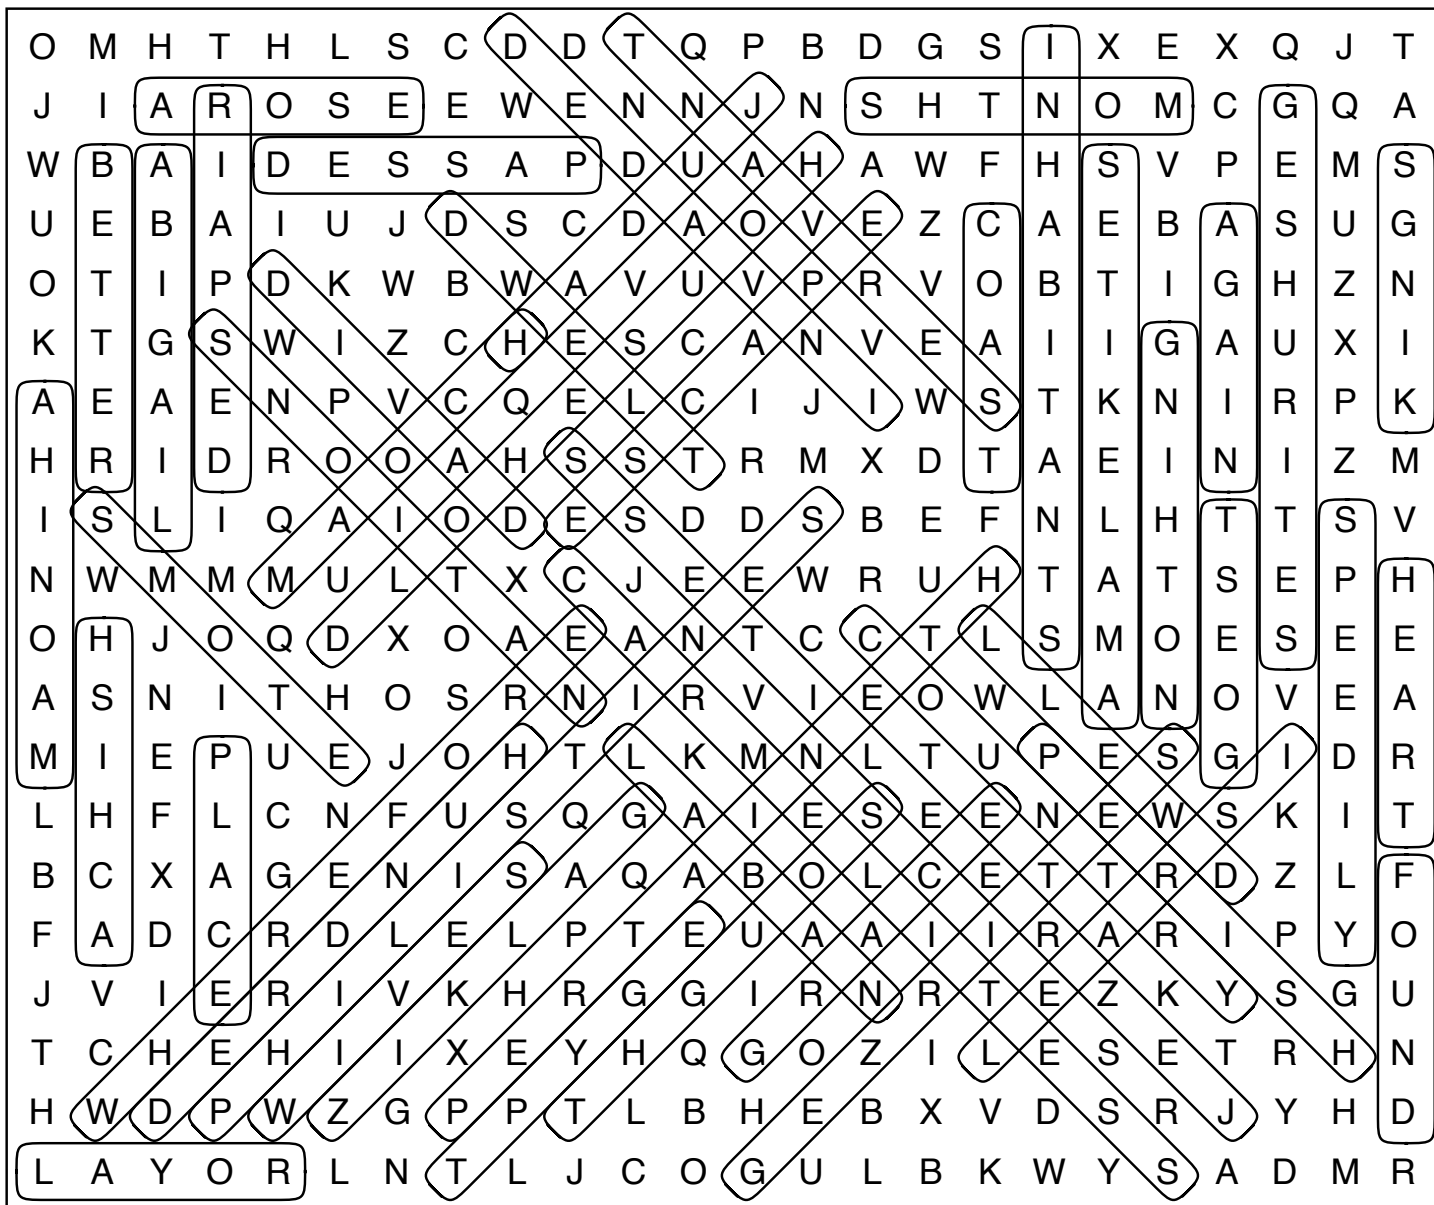 O M H T H L S C D D T Q P B D G S I X E X Q J T
J I A R O S E E W E N N J N S H T N O M C G Q A
W B A I D E S S A P D U A H A W F H S V P E M S
U E B A I U J D S C D A O V E Z C A E B A S U G
O T I P D K W B W A V U V P R V O B T I G H Z N
K T G S W I Z C H E S C A N V E A I I G A U X I
A E A E N P V C Q E L C I J I W S T K N I R P K
H R I D R O O A H S S T R M X D T A E I N I Z M
I S L I Q A I O D E S D D S B E F N L H T T S V
N W M M M U L T X C J E E W R U H T A T S E P H
O H J O Q D X O A E A N T C C T L S M O E S E E
A S N I T H O S R N I R V I E O W L A N O V E A
M I E P U E J O H T L K M N L T U P E S G I D R
L H F L C N F U S Q G A I E S E E N E W S K I T
B C X A G E N I S A Q A B O L C E T T R D Z L F
F A D C R D L E L P T E U A A I I R A R I P Y O
J V I E R I V K H R G G I R N R T E Z K Y S G U
T C H E H I I X E Y H Q G O Z I L E S E T R H N
H W D P W Z G P P T L B H E B X V D S R J Y H D
L A Y O R L N T L J C O G U L B K W Y S A D M R